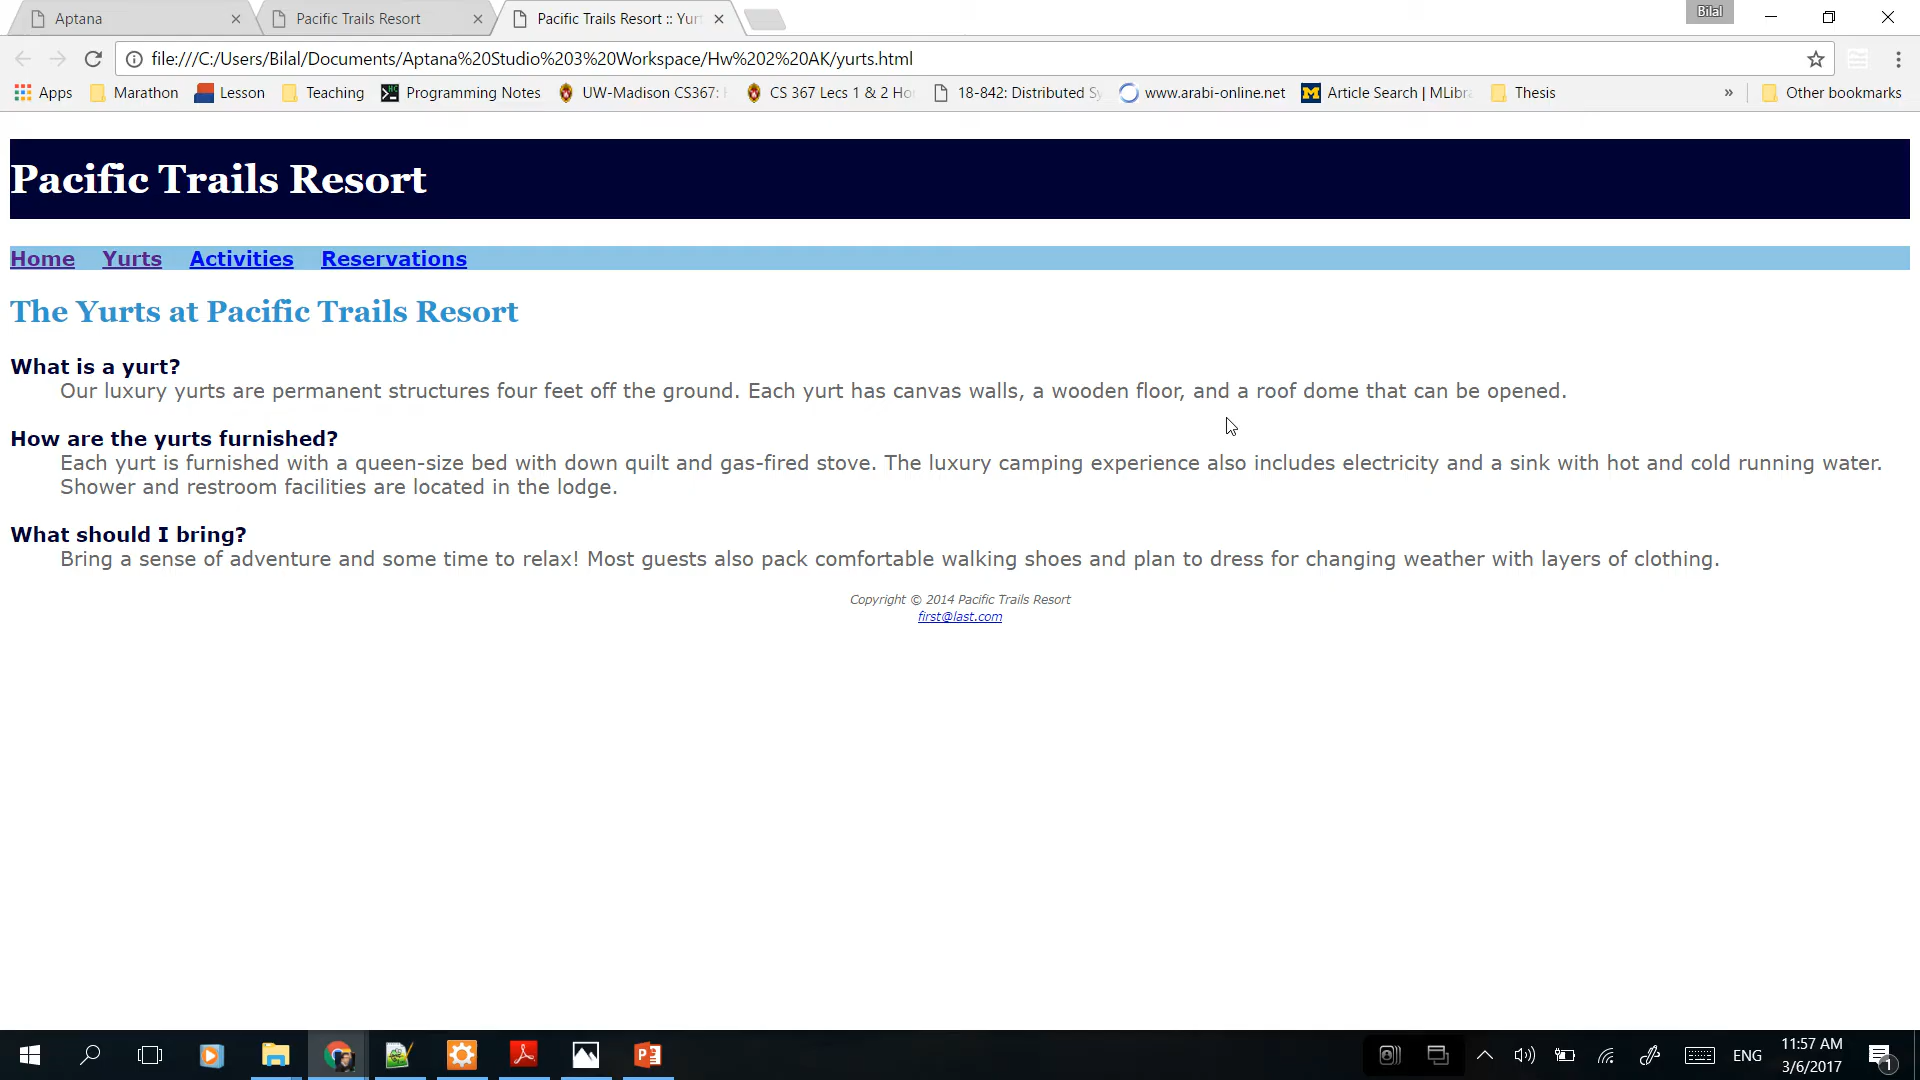 Aptana
Pacific Trails Resort
Pacific Trails Resort :: Yur
Bilal
file:///C:/Users/Bilal/Documents/Aptana%20Studio%203%20Workspace/Hw%202%20AK/yurts.html
Apps
Marathon
Lesson
Teaching
Programming Notes
UW-Madison CS367:
CS 367 Lecs 1 & 2 Ho
18-842: Distributed Sy
www.arabi-online.net
Article Search | MLibra
Thesis
»
Other bookmarks
Pacific Trails Resort
Home Yurts Activities Reservations
The Yurts at Pacific Trails Resort
What is a yurt?
Our luxury yurts are permanent structures four feet off the ground. Each yurt has canvas walls, a wooden floor, and a roof dome that can be opened.
How are the yurts furnished?
Each yurt is furnished with a queen-size bed with down quilt and gas-fired stove. The luxury camping experience also includes electricity and a sink with hot and cold running water.
Shower and restroom facilities are located in the lodge.
What should I bring?
Bring a sense of adventure and some time to relax! Most guests also pack comfortable walking shoes and plan to dress for changing weather with layers of clothing.
Copyright © 2014 Pacific Trails Resort
first@last.com
ENG
11:57 AM
3/6/2017
1